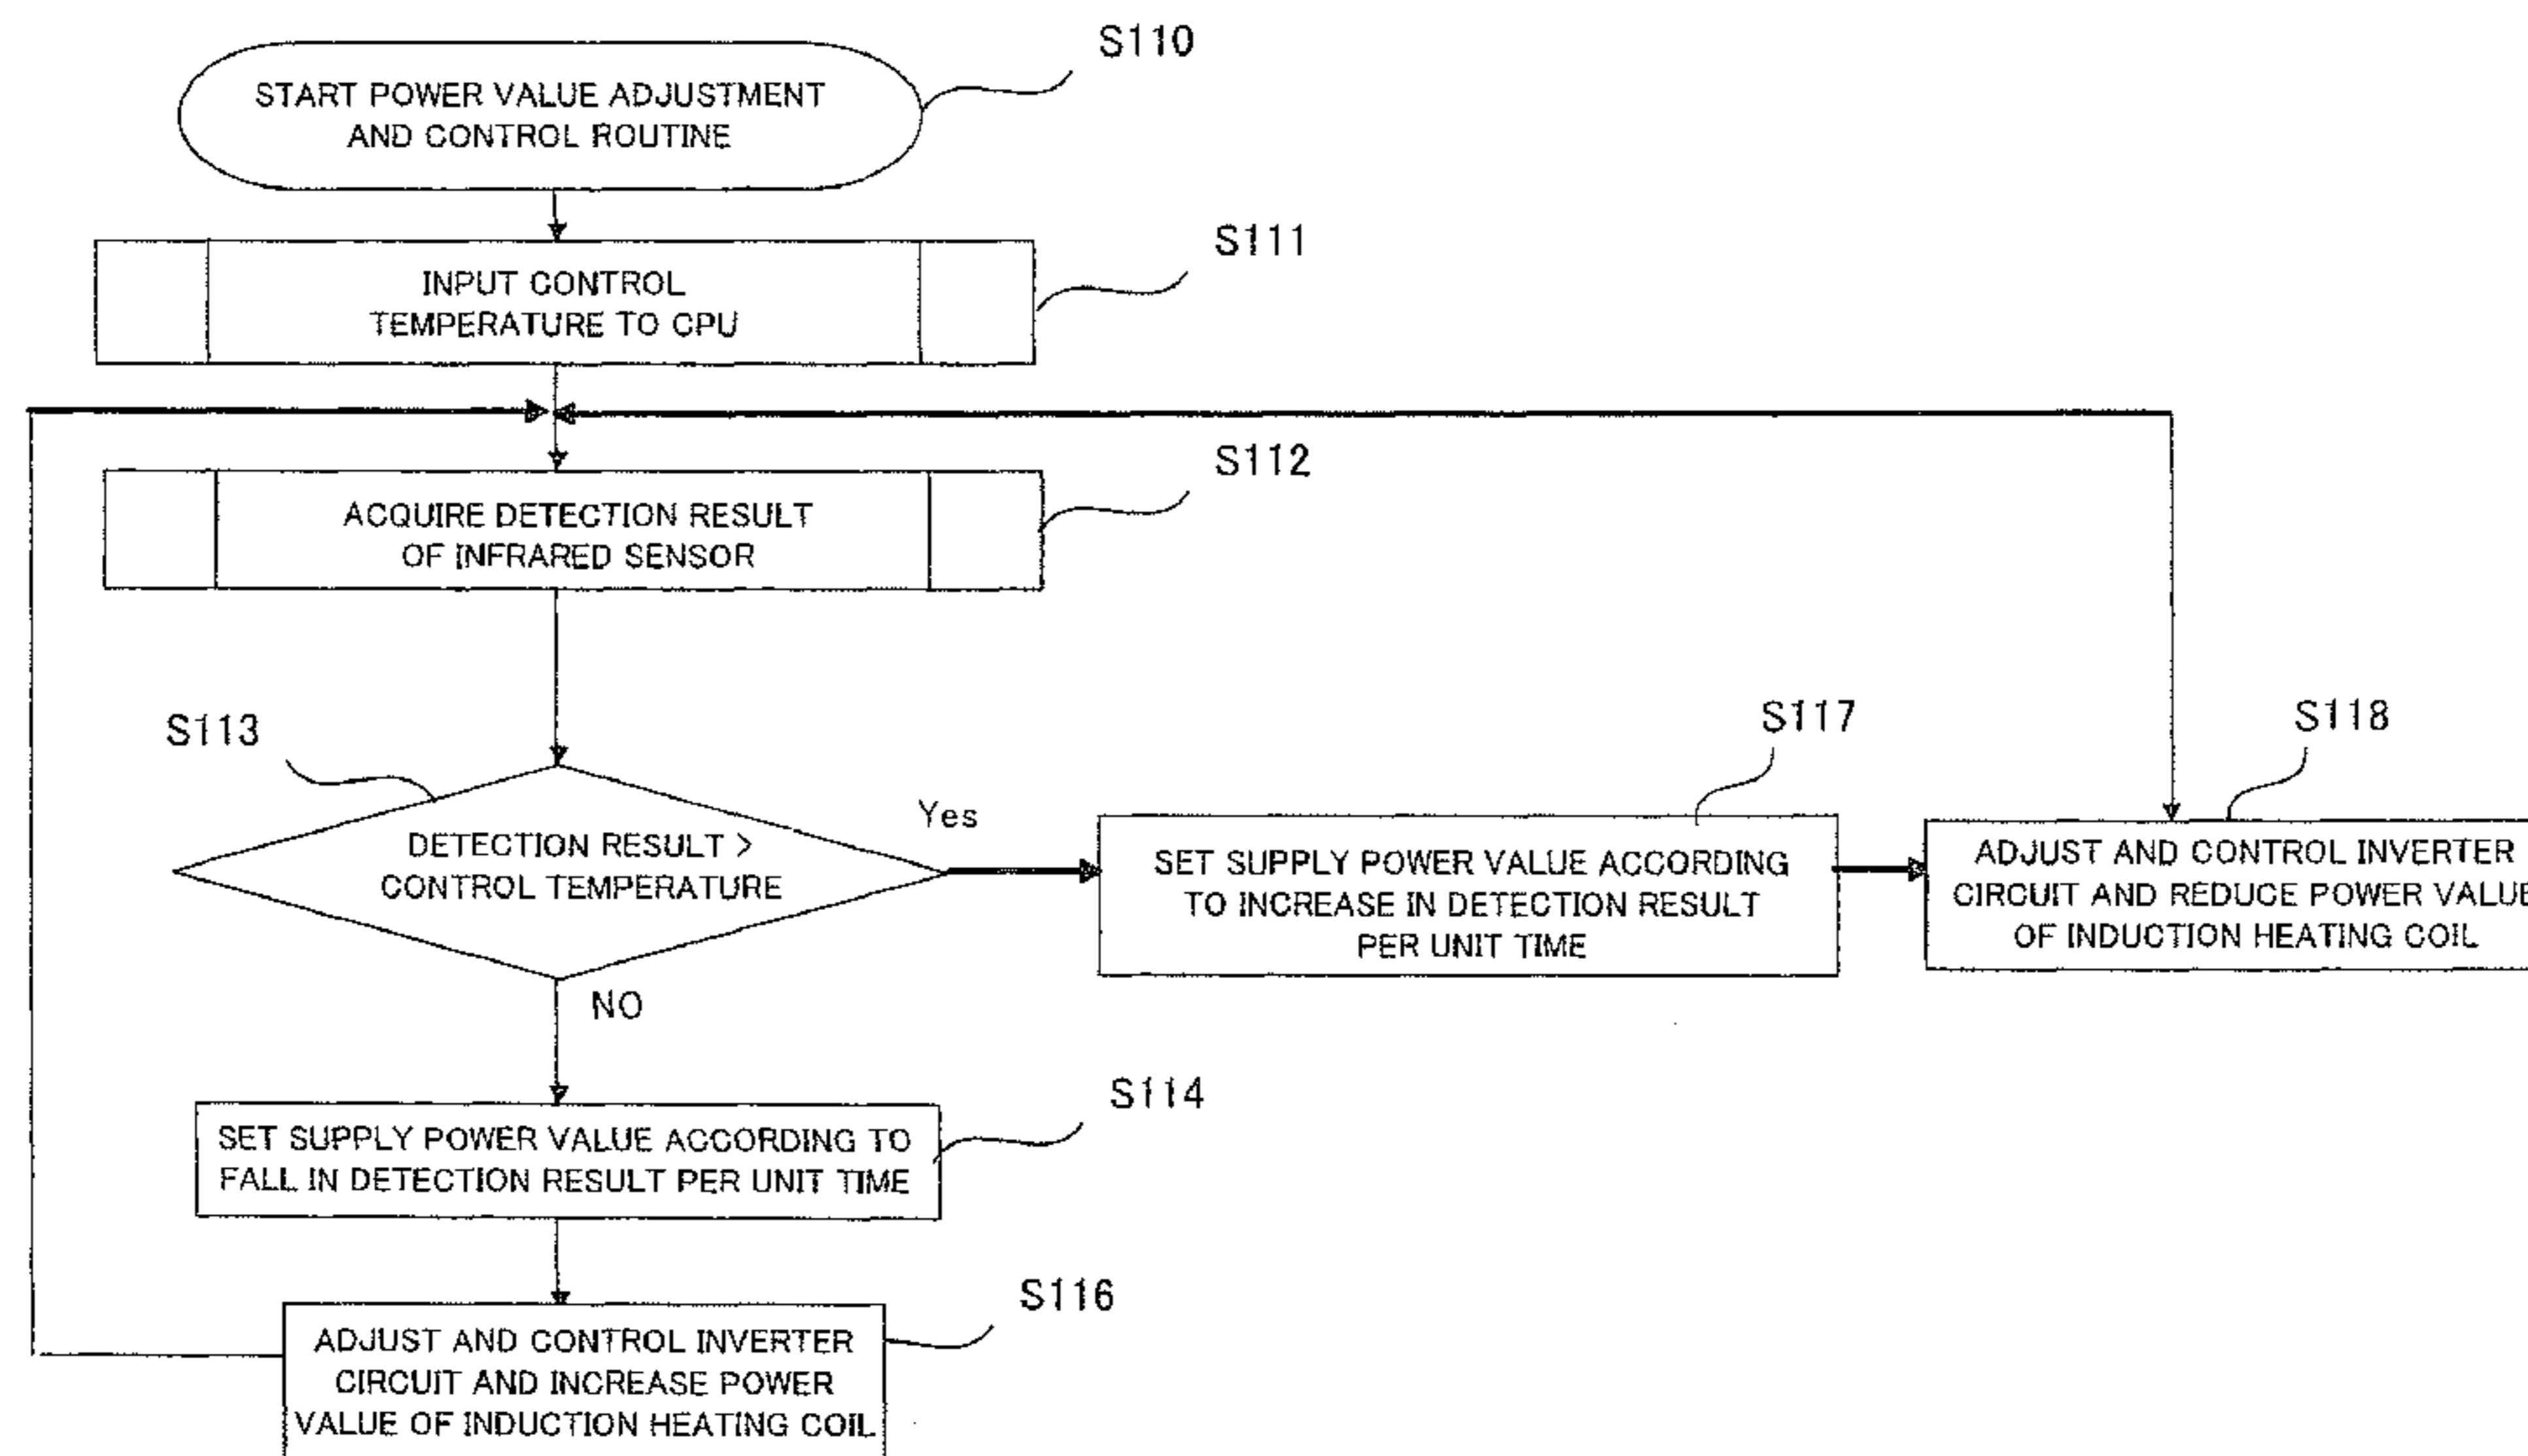 S110
START POWER VALUE ADJUSTMENT
AND CONTROL ROUTINE
S111
INPUT CONTROL
TEMPERATURE TO CPU
S112
ACQUIRE DETECTION RESULT
OF INFRARED SENSOR
S113
DETECTION RESULT >
CONTROL TEMPERATURE
Yes
S117
SET SUPPLY POWER VALUE ACCORDING
TO INCREASE IN DETECTION RESULT
PER UNIT TIME
S118
ADJUST AND CONTROL INVERTER
CIRCUIT AND REDUCE POWER VALUE
OF INDUCTION HEATING COIL
NO
S114
SET SUPPLY POWER VALUE ACCORDING TO
FALL IN DETECTION RESULT PER UNIT TIME
S116
ADJUST AND CONTROL INVERTER
CIRCUIT AND INCREASE POWER
VALUE OF INDUCTION HEATING COIL